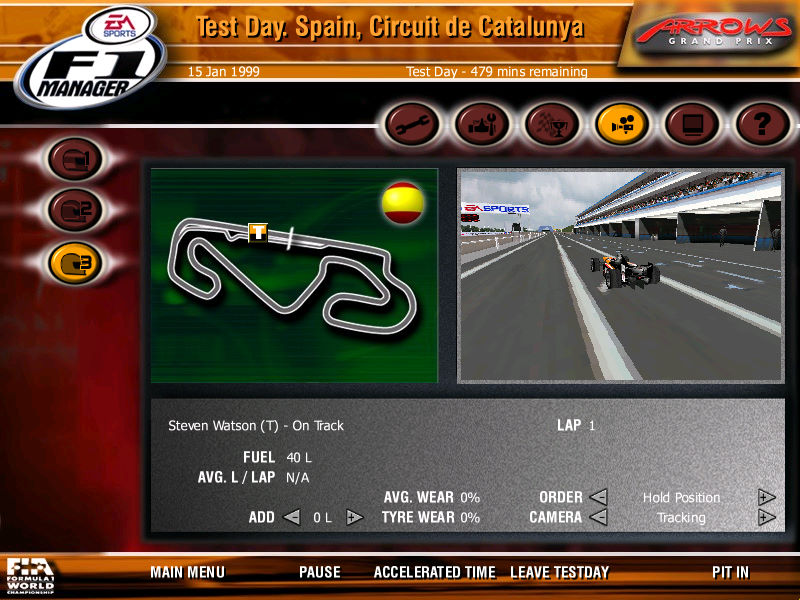 EA
SPORTS
F1
MANAGER
Test Day. Spain, Circuit de Catalunya
ARROWS
GRAND PRIX
15 Jan 1999
Test Day - 479 mins remaining
?
1
2
3
T
EA SPORTS
Steven Watson (T) - On Track
LAP 1
FUEL 40 L
AVG. L / LAP N/A
AVG. WEAR 0%
ORDER Hold Position
ADD 0 L
TYRE WEAR 0%
CAMERA Tracking
FIA
FORMULA 1
WORLD
CHAMPIONSHIP
MAIN MENU
PAUSE
ACCELERATED TIME
LEAVE TESTDAY
PIT IN